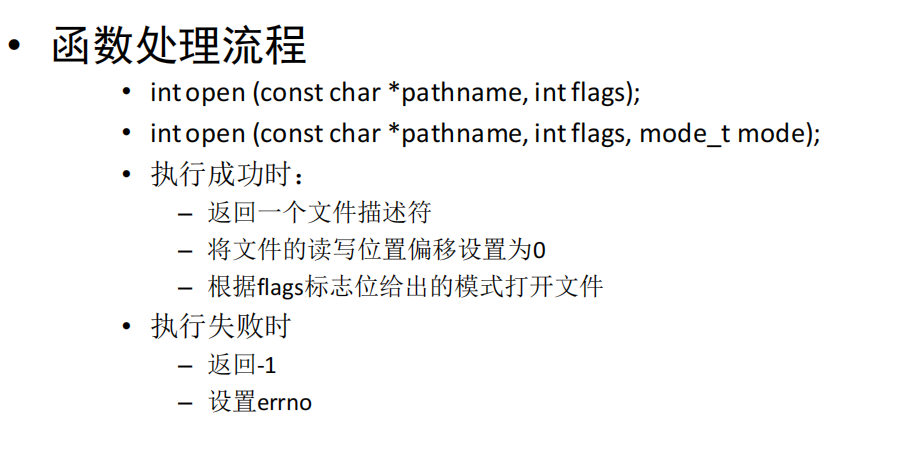 • 函数处理流程
• int open (const char *pathname, int flags);
• int open (const char *pathname, int flags, mode_t mode);
• 执行成功时：
– 返回一个文件描述符
– 将文件的读写位置偏移设置为0
– 根据flags标志位给出的模式打开文件
• 执行失败时
– 返回-1
– 设置errno